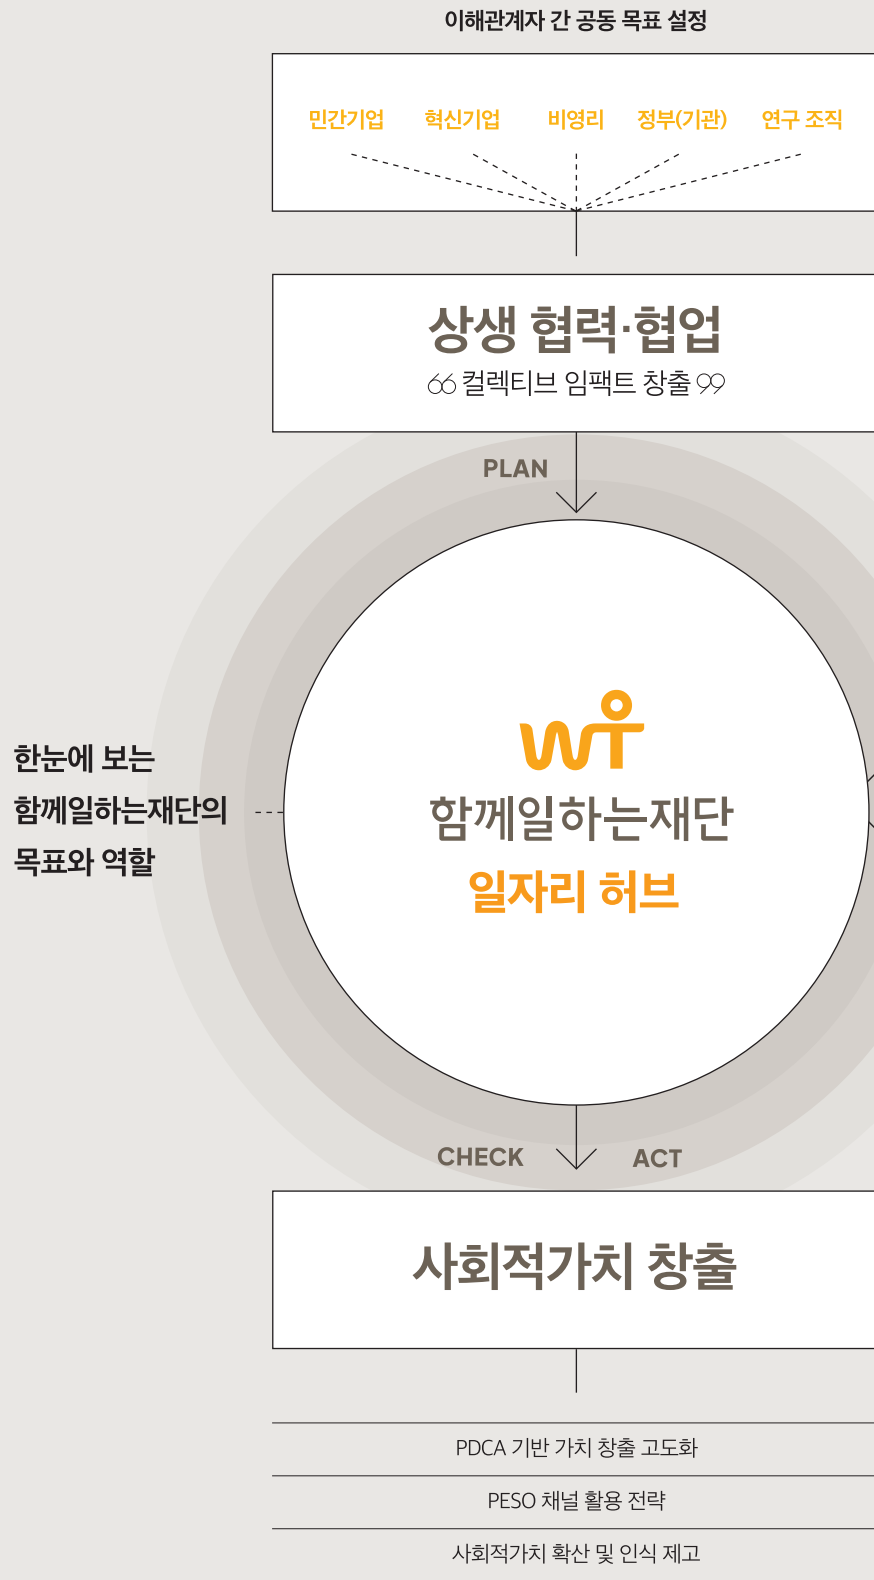 이해관계자 간 공동 목표 설정
민간기업 혁신기업 비영리 정부(기관) 연구 조직
상생 협력·협업
“컬렉티브 임팩트 창출”
PLAN
한눈에 보는
함께일하는재단의
목표와 역할
WT
함께일하는재단
일자리 허브
CHECK ACT
사회적가치 창출
PDCA 기반 가치 창출 고도화
PESO 채널 활용 전략
사회적가치 확산 및 인식 제고